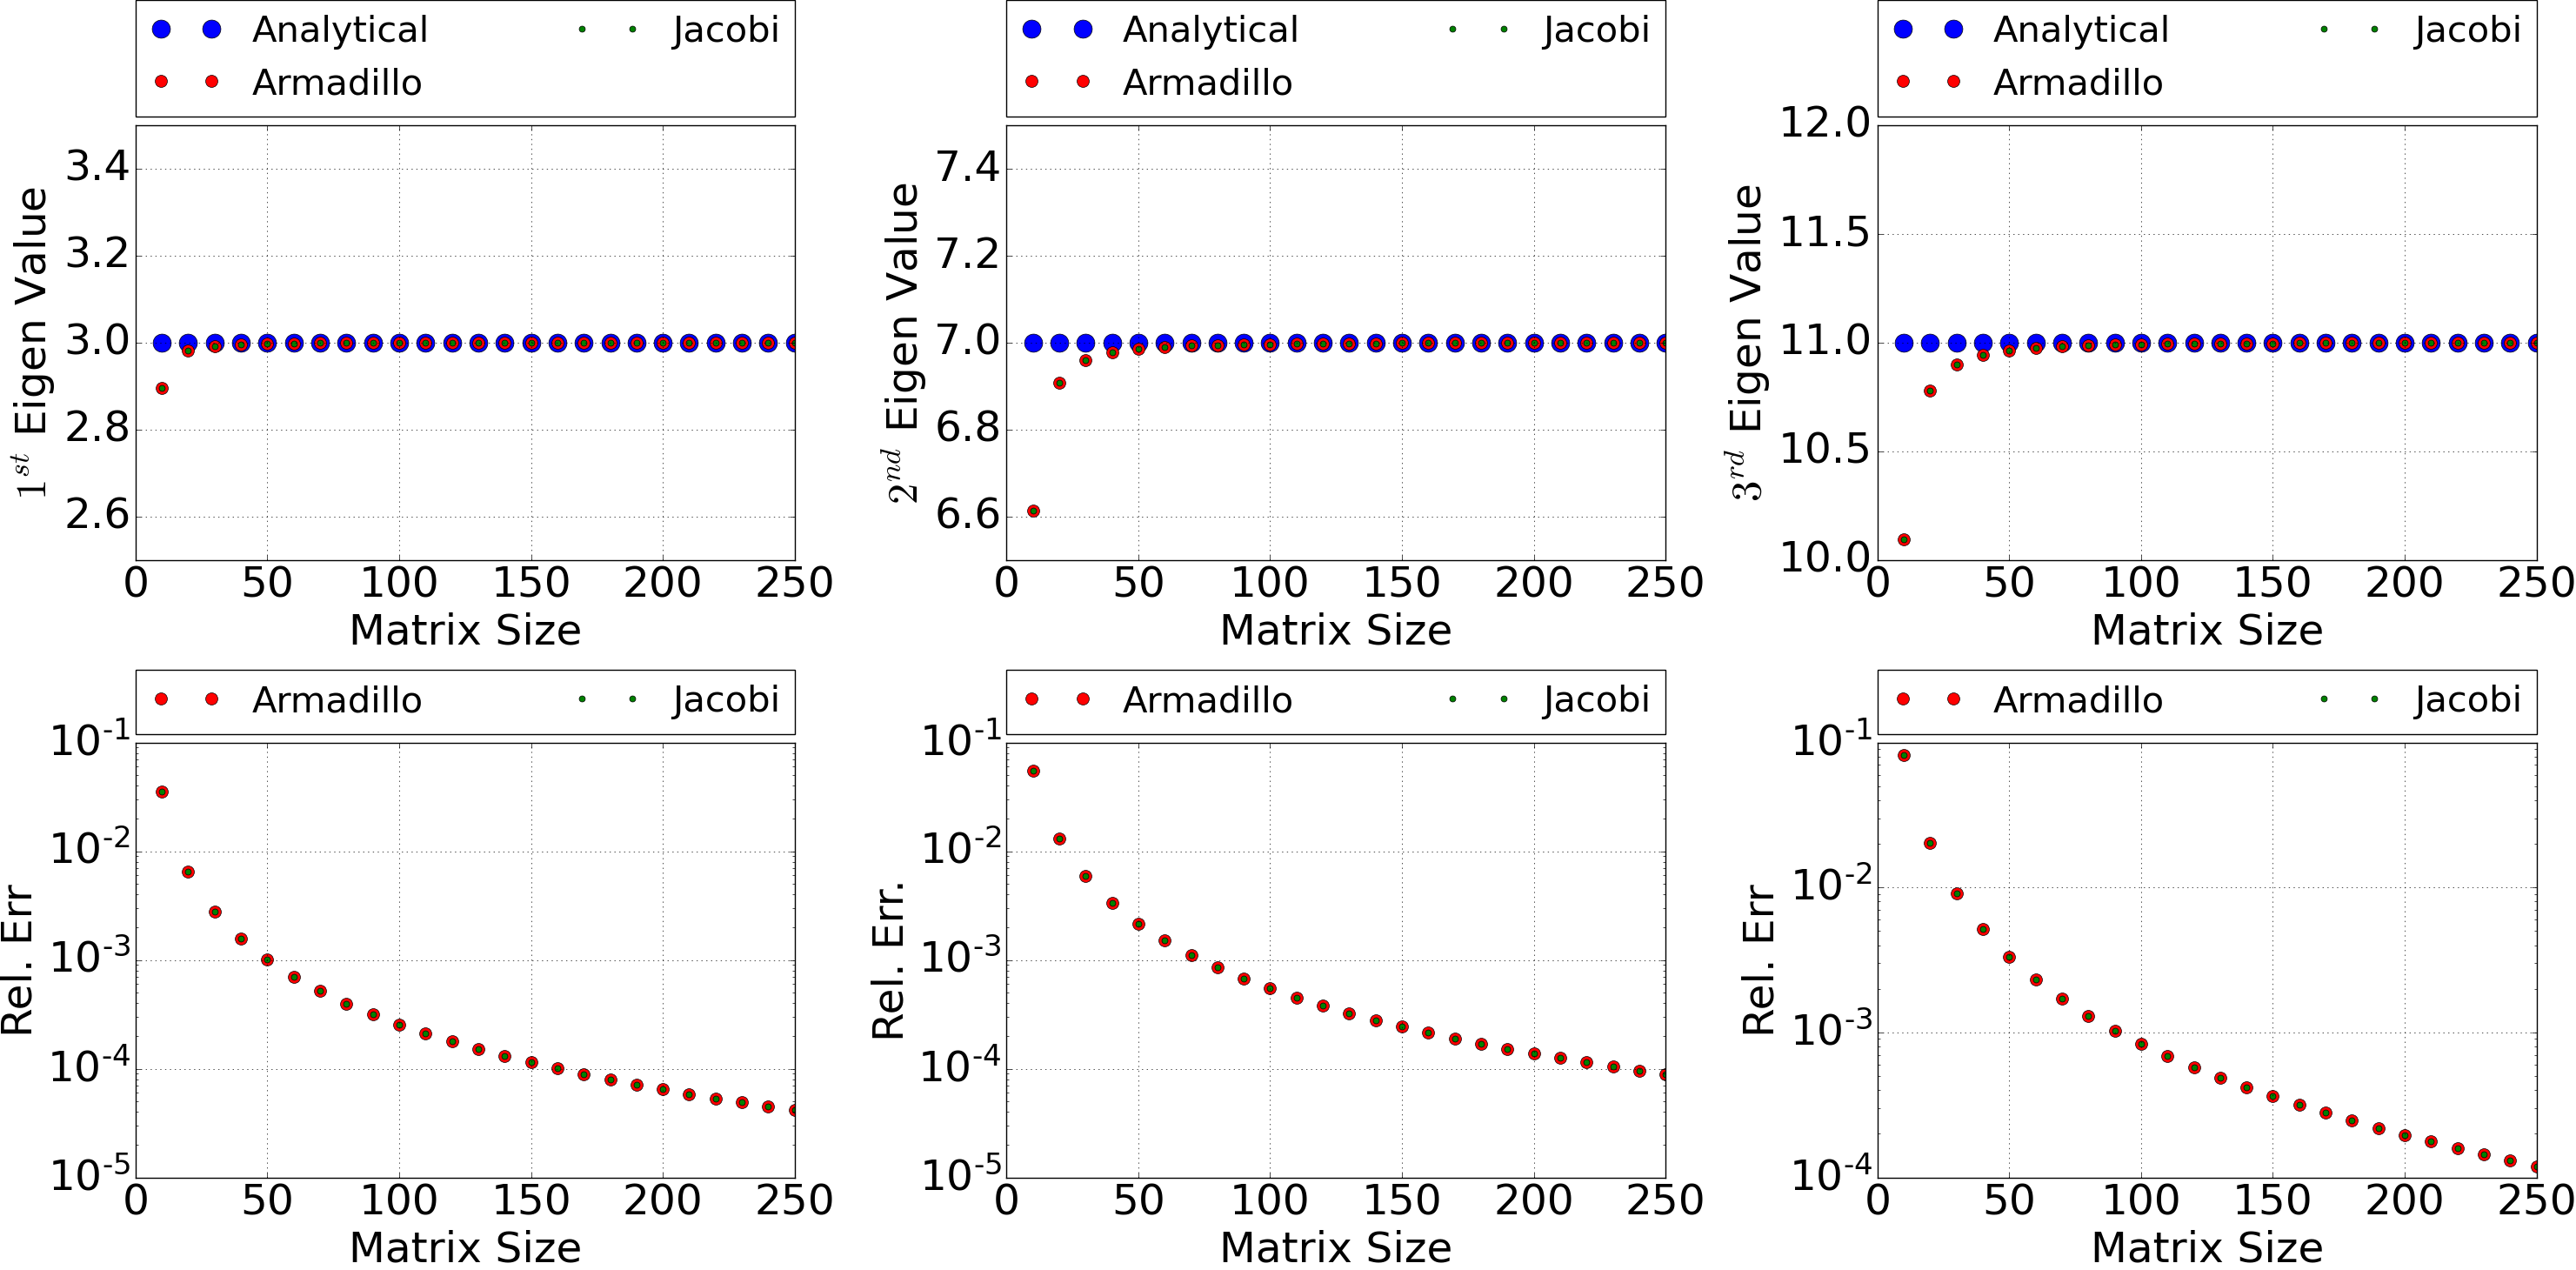 Analytical Jacobi
Armadillo
1st Eigen Value
3.4
3.2
3.0
2.8
2.6
0 50 100 150 200 250
Matrix Size
Analytical Jacobi
Armadillo
2nd Eigen Value
7.4
7.2
7.0
6.8
6.6
0 50 100 150 200 250
Matrix Size
Analytical Jacobi
Armadillo
3rd Eigen Value
12.0
11.5
11.0
10.5
10.0
0 50 100 150 200 250
Matrix Size
Armadillo Jacobi
Rel. Err
10-1
10-2
10-3
10-4
10-5
0 50 100 150 200 250
Matrix Size
Armadillo Jacobi
Rel. Err.
10-1
10-2
10-3
10-4
10-5
0 50 100 150 200 250
Matrix Size
Armadillo Jacobi
Rel. Err
10-1
10-2
10-3
10-4
0 50 100 150 200 250
Matrix Size